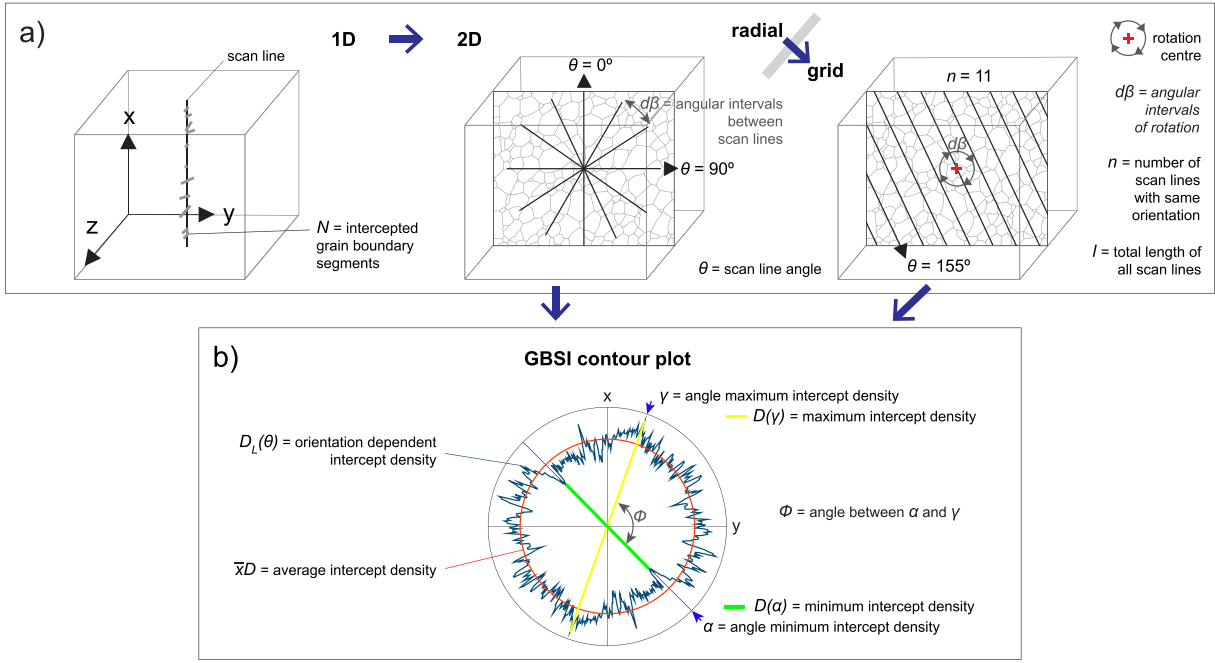 a)
1D
2D
radial
grid
scan line
x
y
z
N = intercepted
grain boundary
segments
θ = 0º
dβ = angular intervals
between
scan lines
θ = 90º
θ = scan line angle
n = 11
dβ
θ = 155º
rotation
centre
dβ = angular
intervals
of rotation
n = number of
scan lines
with same
orientation
l = total length of
all scan lines
b)
GBSI contour plot
x
γ = angle maximum intercept density
D(γ) = maximum intercept density
D_L(θ) = orientation dependent
intercept density
Φ
y
Φ = angle between α and γ
x̅D = average intercept density
D(α) = minimum intercept density
α = angle minimum intercept density